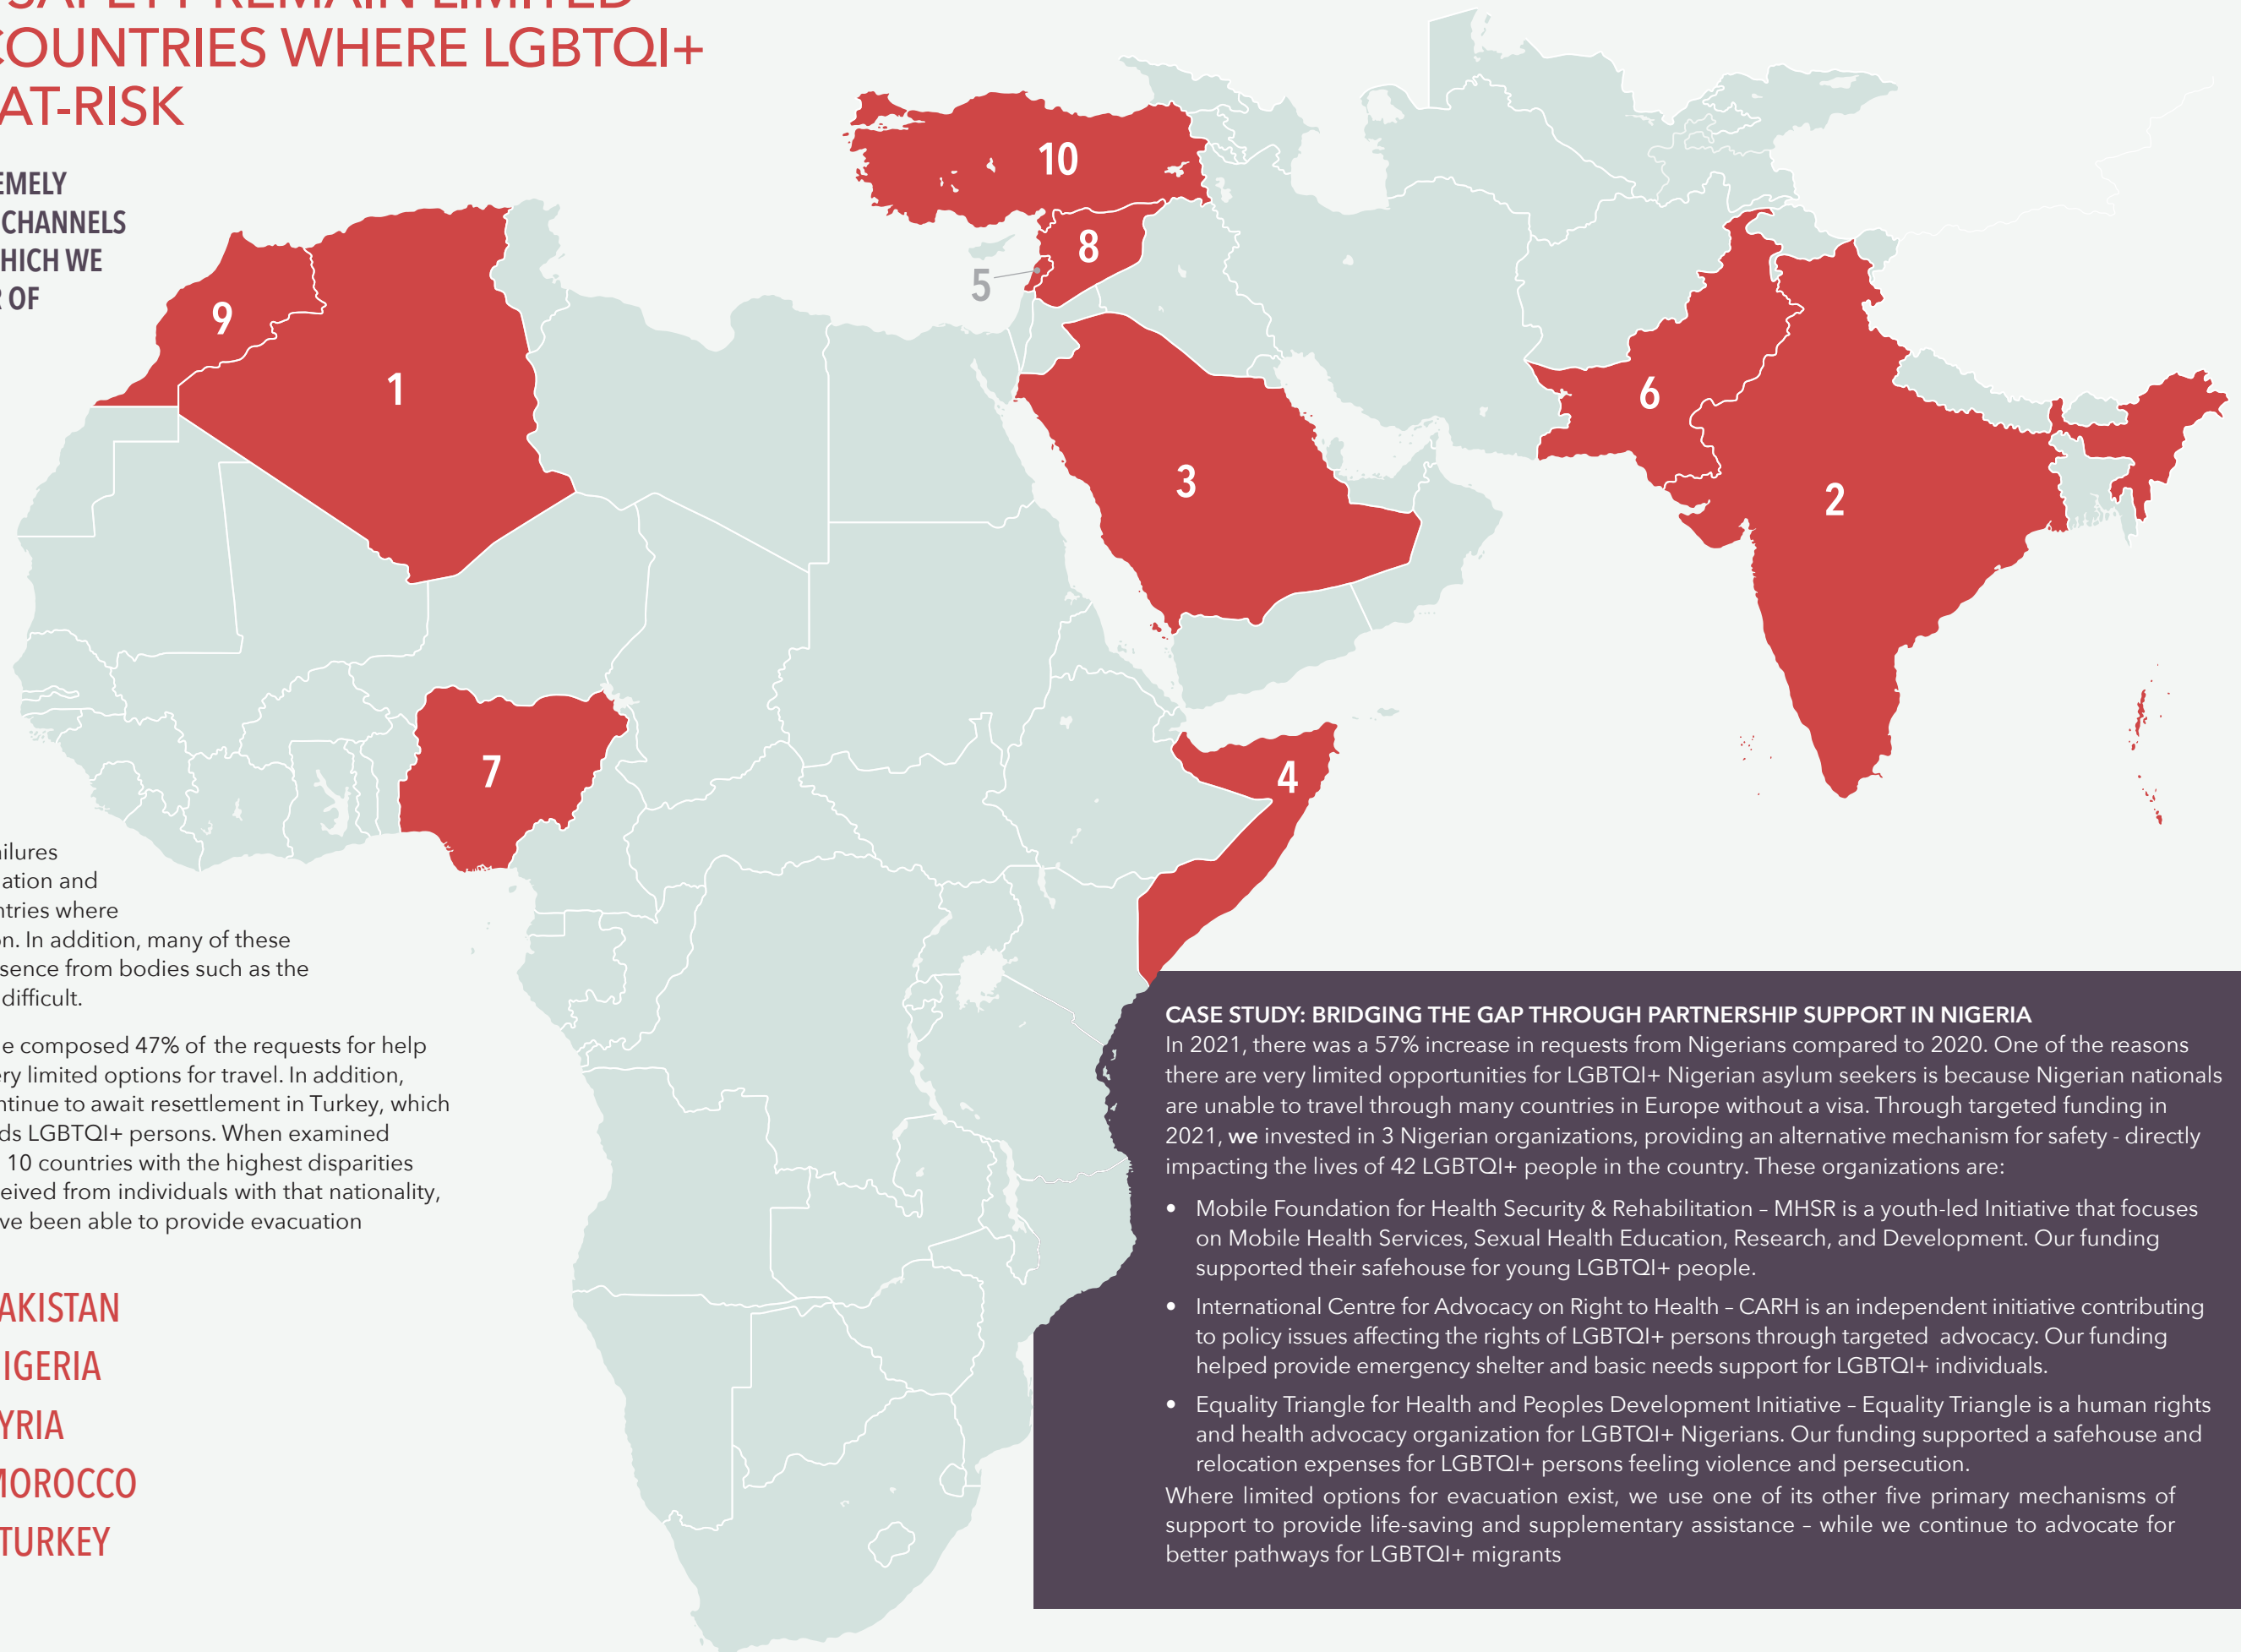 SAFETY REMAIN LIMITED
COUNTRIES WHERE LGBTQI+
AT-RISK
EMELY
CHANNELS
HICH WE
OF
10
8
5
9
1
6
3
2
7
4
ilures
ation and
ntries where
n. In addition, many of these
sence from bodies such as the
difficult.
e composed 47% of the requests for help
ery limited options for travel. In addition,
ntinue to await resettlement in Turkey, which
ds LGBTQI+ persons. When examined
10 countries with the highest disparities
ceived from individuals with that nationality,
ve been able to provide evacuation
AKISTAN
IGERIA
YRIA
MOROCCO
TURKEY
CASE STUDY: BRIDGING THE GAP THROUGH PARTNERSHIP SUPPORT IN NIGERIA
In 2021, there was a 57% increase in requests from Nigerians compared to 2020. One of the reasons
there are very limited opportunities for LGBTQI+ Nigerian asylum seekers is because Nigerian nationals
are unable to travel through many countries in Europe without a visa. Through targeted funding in
2021, we invested in 3 Nigerian organizations, providing an alternative mechanism for safety - directly
impacting the lives of 42 LGBTQI+ people in the country. These organizations are:
• Mobile Foundation for Health Security & Rehabilitation – MHSR is a youth-led Initiative that focuses
on Mobile Health Services, Sexual Health Education, Research, and Development. Our funding
supported their safehouse for young LGBTQI+ people.
• International Centre for Advocacy on Right to Health – CARH is an independent initiative contributing
to policy issues affecting the rights of LGBTQI+ persons through targeted advocacy. Our funding
helped provide emergency shelter and basic needs support for LGBTQI+ individuals.
• Equality Triangle for Health and Peoples Development Initiative – Equality Triangle is a human rights
and health advocacy organization for LGBTQI+ Nigerians. Our funding supported a safehouse and
relocation expenses for LGBTQI+ persons feeling violence and persecution.
Where limited options for evacuation exist, we use one of its other five primary mechanisms of
support to provide life-saving and supplementary assistance – while we continue to advocate for
better pathways for LGBTQI+ migrants